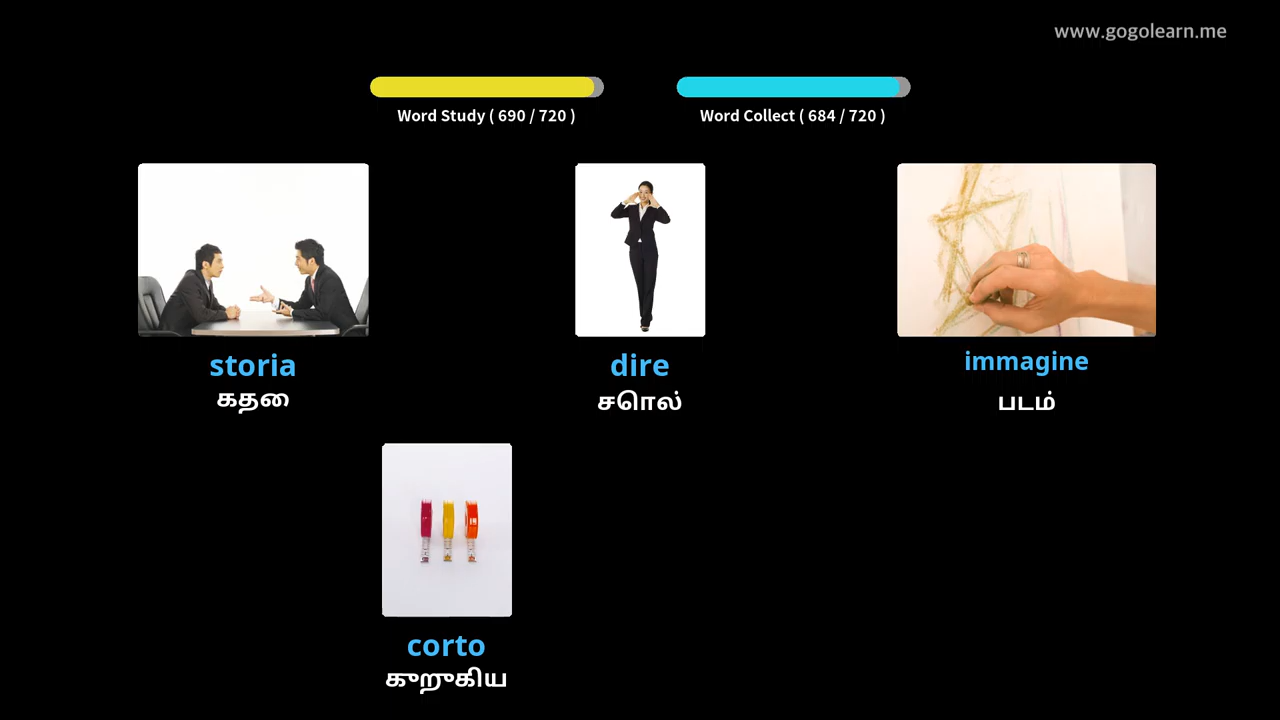 www.gogolearn.me
Word Study ( 690 / 720 )
Word Collect ( 684 / 720 )
storia
கதை
dire
சொல்
immagine
படம்
corto
குறுகிய